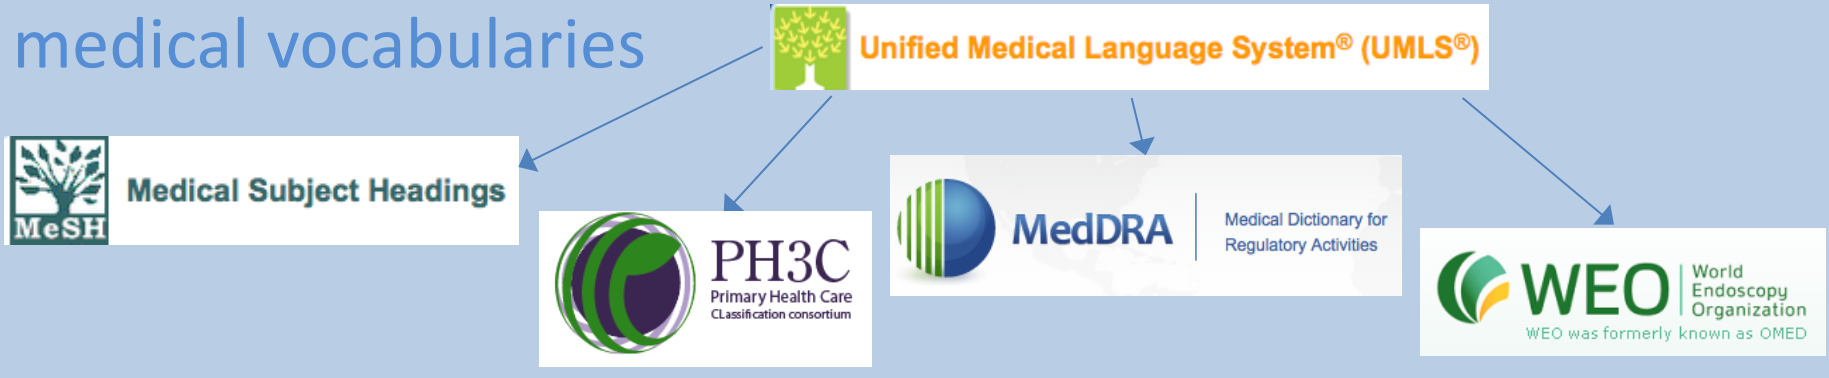 medical vocabularies
Unified Medical Language System® (UMLS®)
MeSH
Medical Subject Headings
PH3C
Primary Health Care
CLassification consortium
MedDRA
Medical Dictionary for
Regulatory Activities
WEO
World
Endoscopy
Organization
WEO was formerly known as OMED